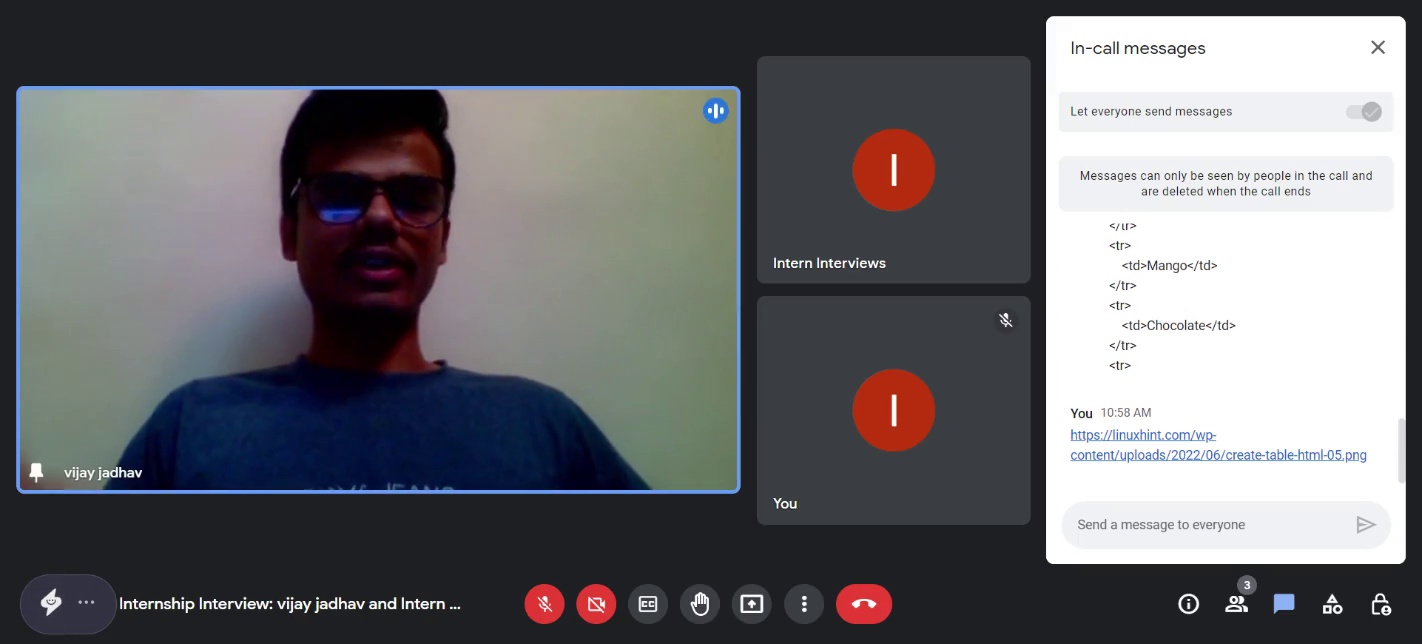 In-call messages
Let everyone send messages
Messages can only be seen by people in the call and
are deleted when the call ends
</tr>
<tr>
<td>Mango</td>
</tr>
<tr>
<td>Chocolate</td>
</tr>
<tr>
You 10:58 AM
https://linuxhint.com/wp-
content/uploads/2022/06/create-table-html-05.png
Send a message to everyone
I
Intern Interviews
I
You
vijay jadhav
Internship Interview: vijay jadhav and Intern ...
CC
3